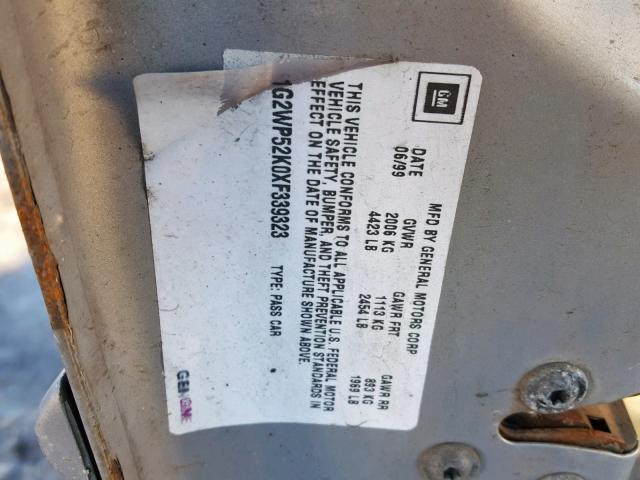 GM
MFD BY GENERAL MOTORS CORP
DATE GVWR GAWR FRT GAWR RR
06/99 2006 KG 1113 KG 893 KG
4423 LB 2454 LB 1969 LB
THIS VEHICLE CONFORMS TO ALL APPLICABLE U.S. FEDERAL MOTOR
VEHICLE SAFETY, BUMPER, AND THEFT PREVENTION STANDARDS IN
EFFECT ON THE DATE OF MANUFACTURE SHOWN ABOVE.
1G2WP52K0XF339323 TYPE: PASS CAR